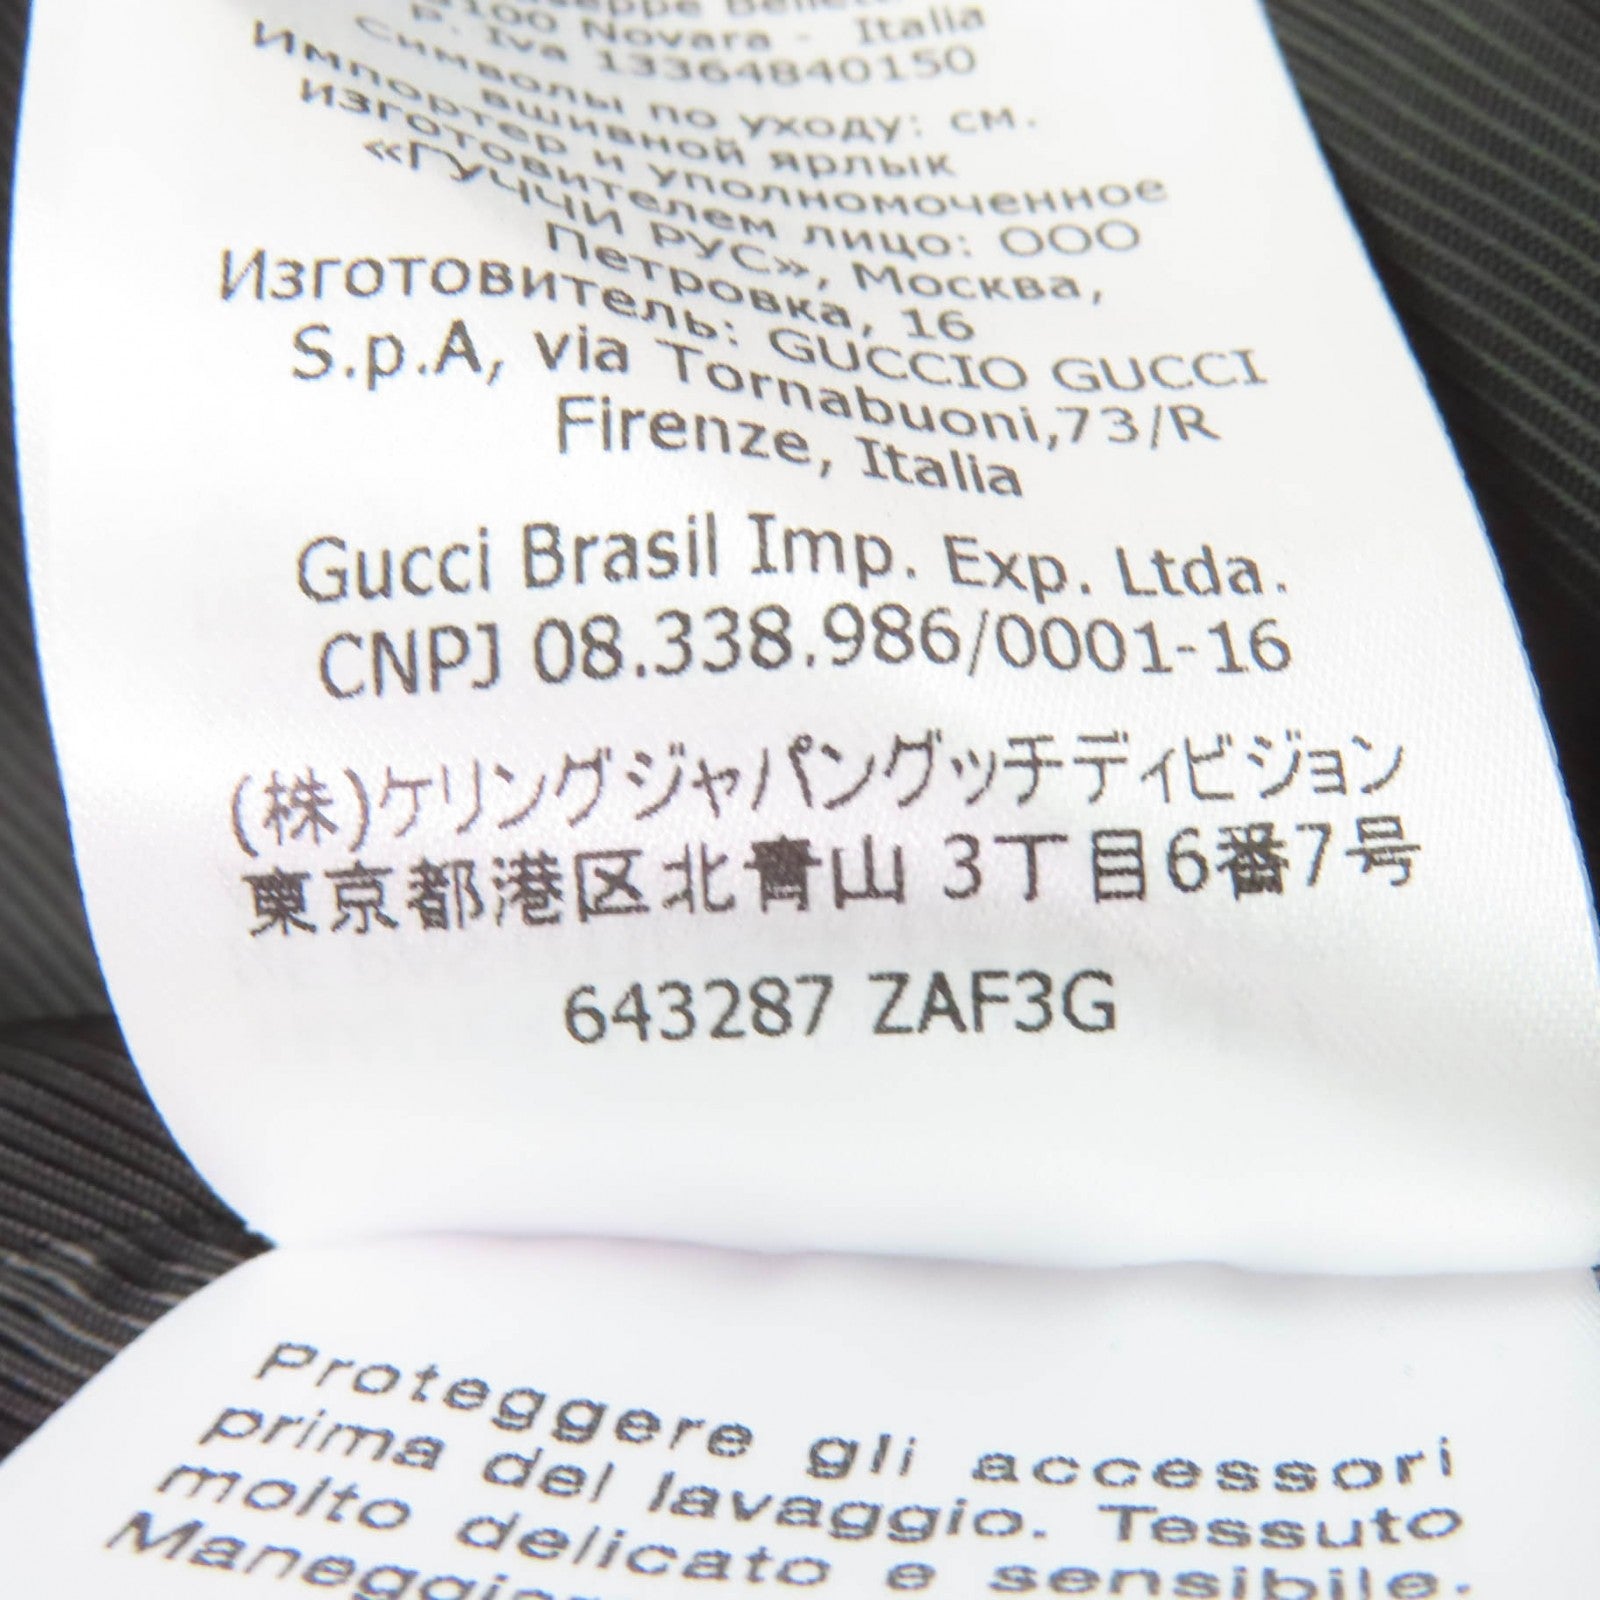 100 Novara - Italia
P. Iva 13364840150
Символы по уходу: см.
вшивной ярлык
Импортер и уполномоченное
изготовителем лицо: ООО
«ГУЧЧИ РУС», Москва,
Петровка, 16
Изготовитель: GUCCIO GUCCI
S.p.A, via Tornabuoni,73/R
Firenze, Italia
Gucci Brasil Imp. Exp. Ltda.
CNPJ 08.338.986/0001-16
(株)ケリングジャパングッチディビジョン
東京都港区北青山 3丁目6番7号
643287 ZAF3G
Proteggere gli accessori
prima del lavaggio. Tessuto
molto delicato e sensibile.